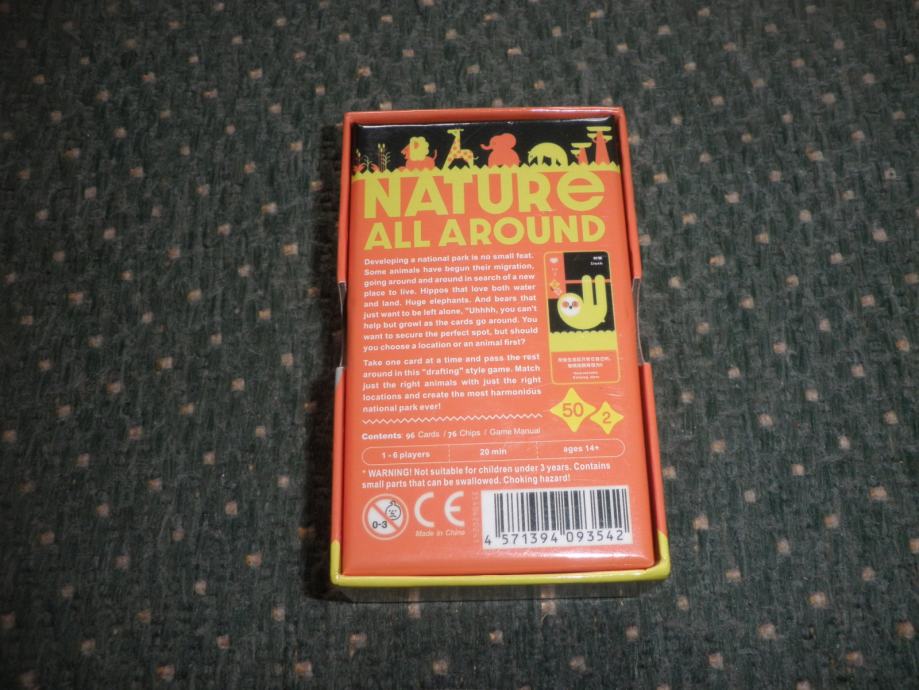 NATURe
ALL AROUND
Developing a national park is no small feat.
Some animals have begun their migration,
going around and around in search of a new
place to live. Hippos that love both water
and land. Huge elephants. And bears that
just want to be left alone, "Uhhhh, you can't
help but growl as the cards go around. You
want to secure the perfect spot, but should
you choose a location or an animal first?
Take one card at a time and pass the rest
around in this "drafting" style game. Match
just the right animals with just the right
locations and create the most harmonious
national park ever!
50
2
Contents: 96 Cards / 76 Chips / Game Manual
1 - 6 players
20 min
ages 14+
* WARNING! Not suitable for children under 3 years. Contains
small parts that can be swallowed. Choking hazard!
0-3
CE
Made in China
4 571394 093542